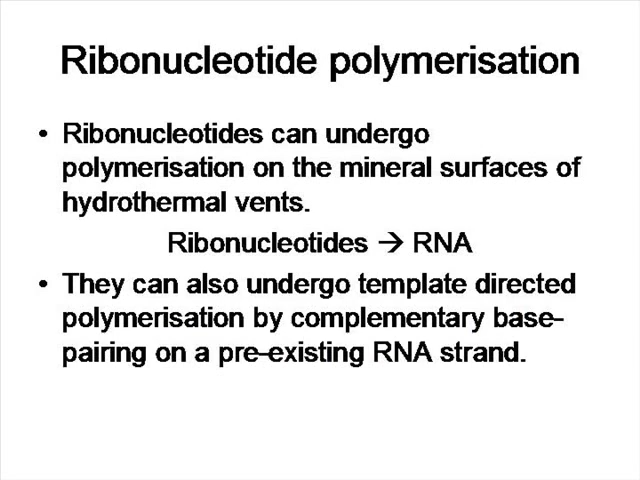 Ribonucleotide polymerisation
• Ribonucleotides can undergo
polymerisation on the mineral surfaces of
hydrothermal vents.
Ribonucleotides → RNA
• They can also undergo template directed
polymerisation by complementary base-
pairing on a pre-existing RNA strand.